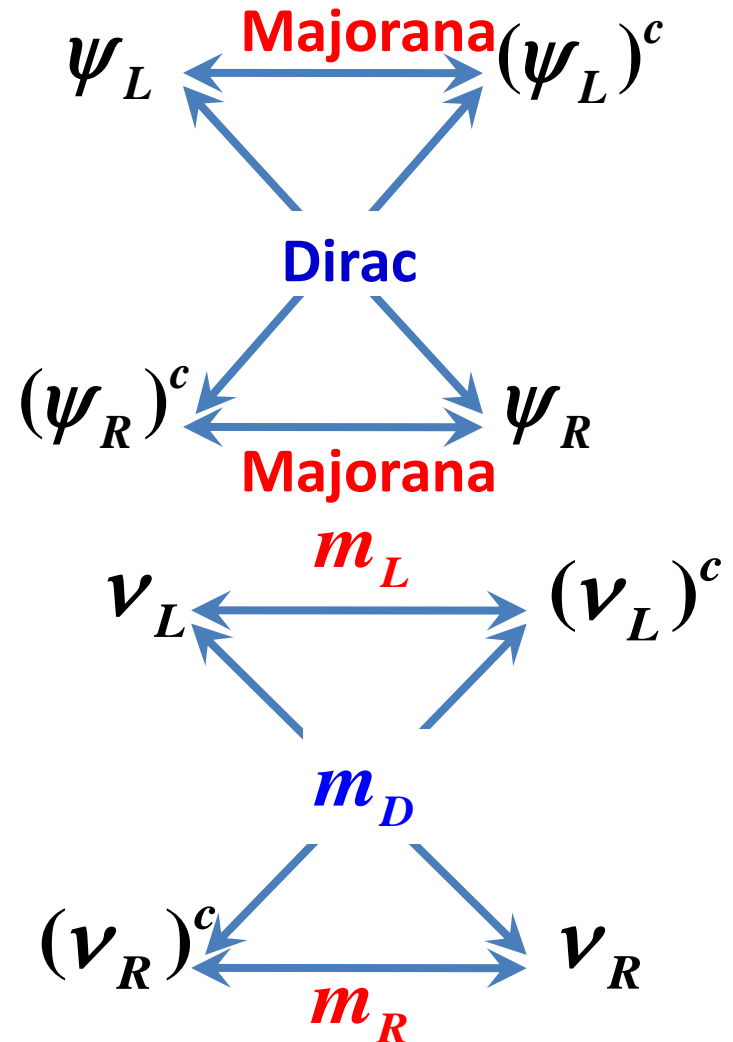 Majorana
ψ_L (ψ_L)^c
Dirac
(ψ_R)^c ψ_R
Majorana
m_L
ν_L (ν_L)^c
m_D
(ν_R)^c ν_R
m_R